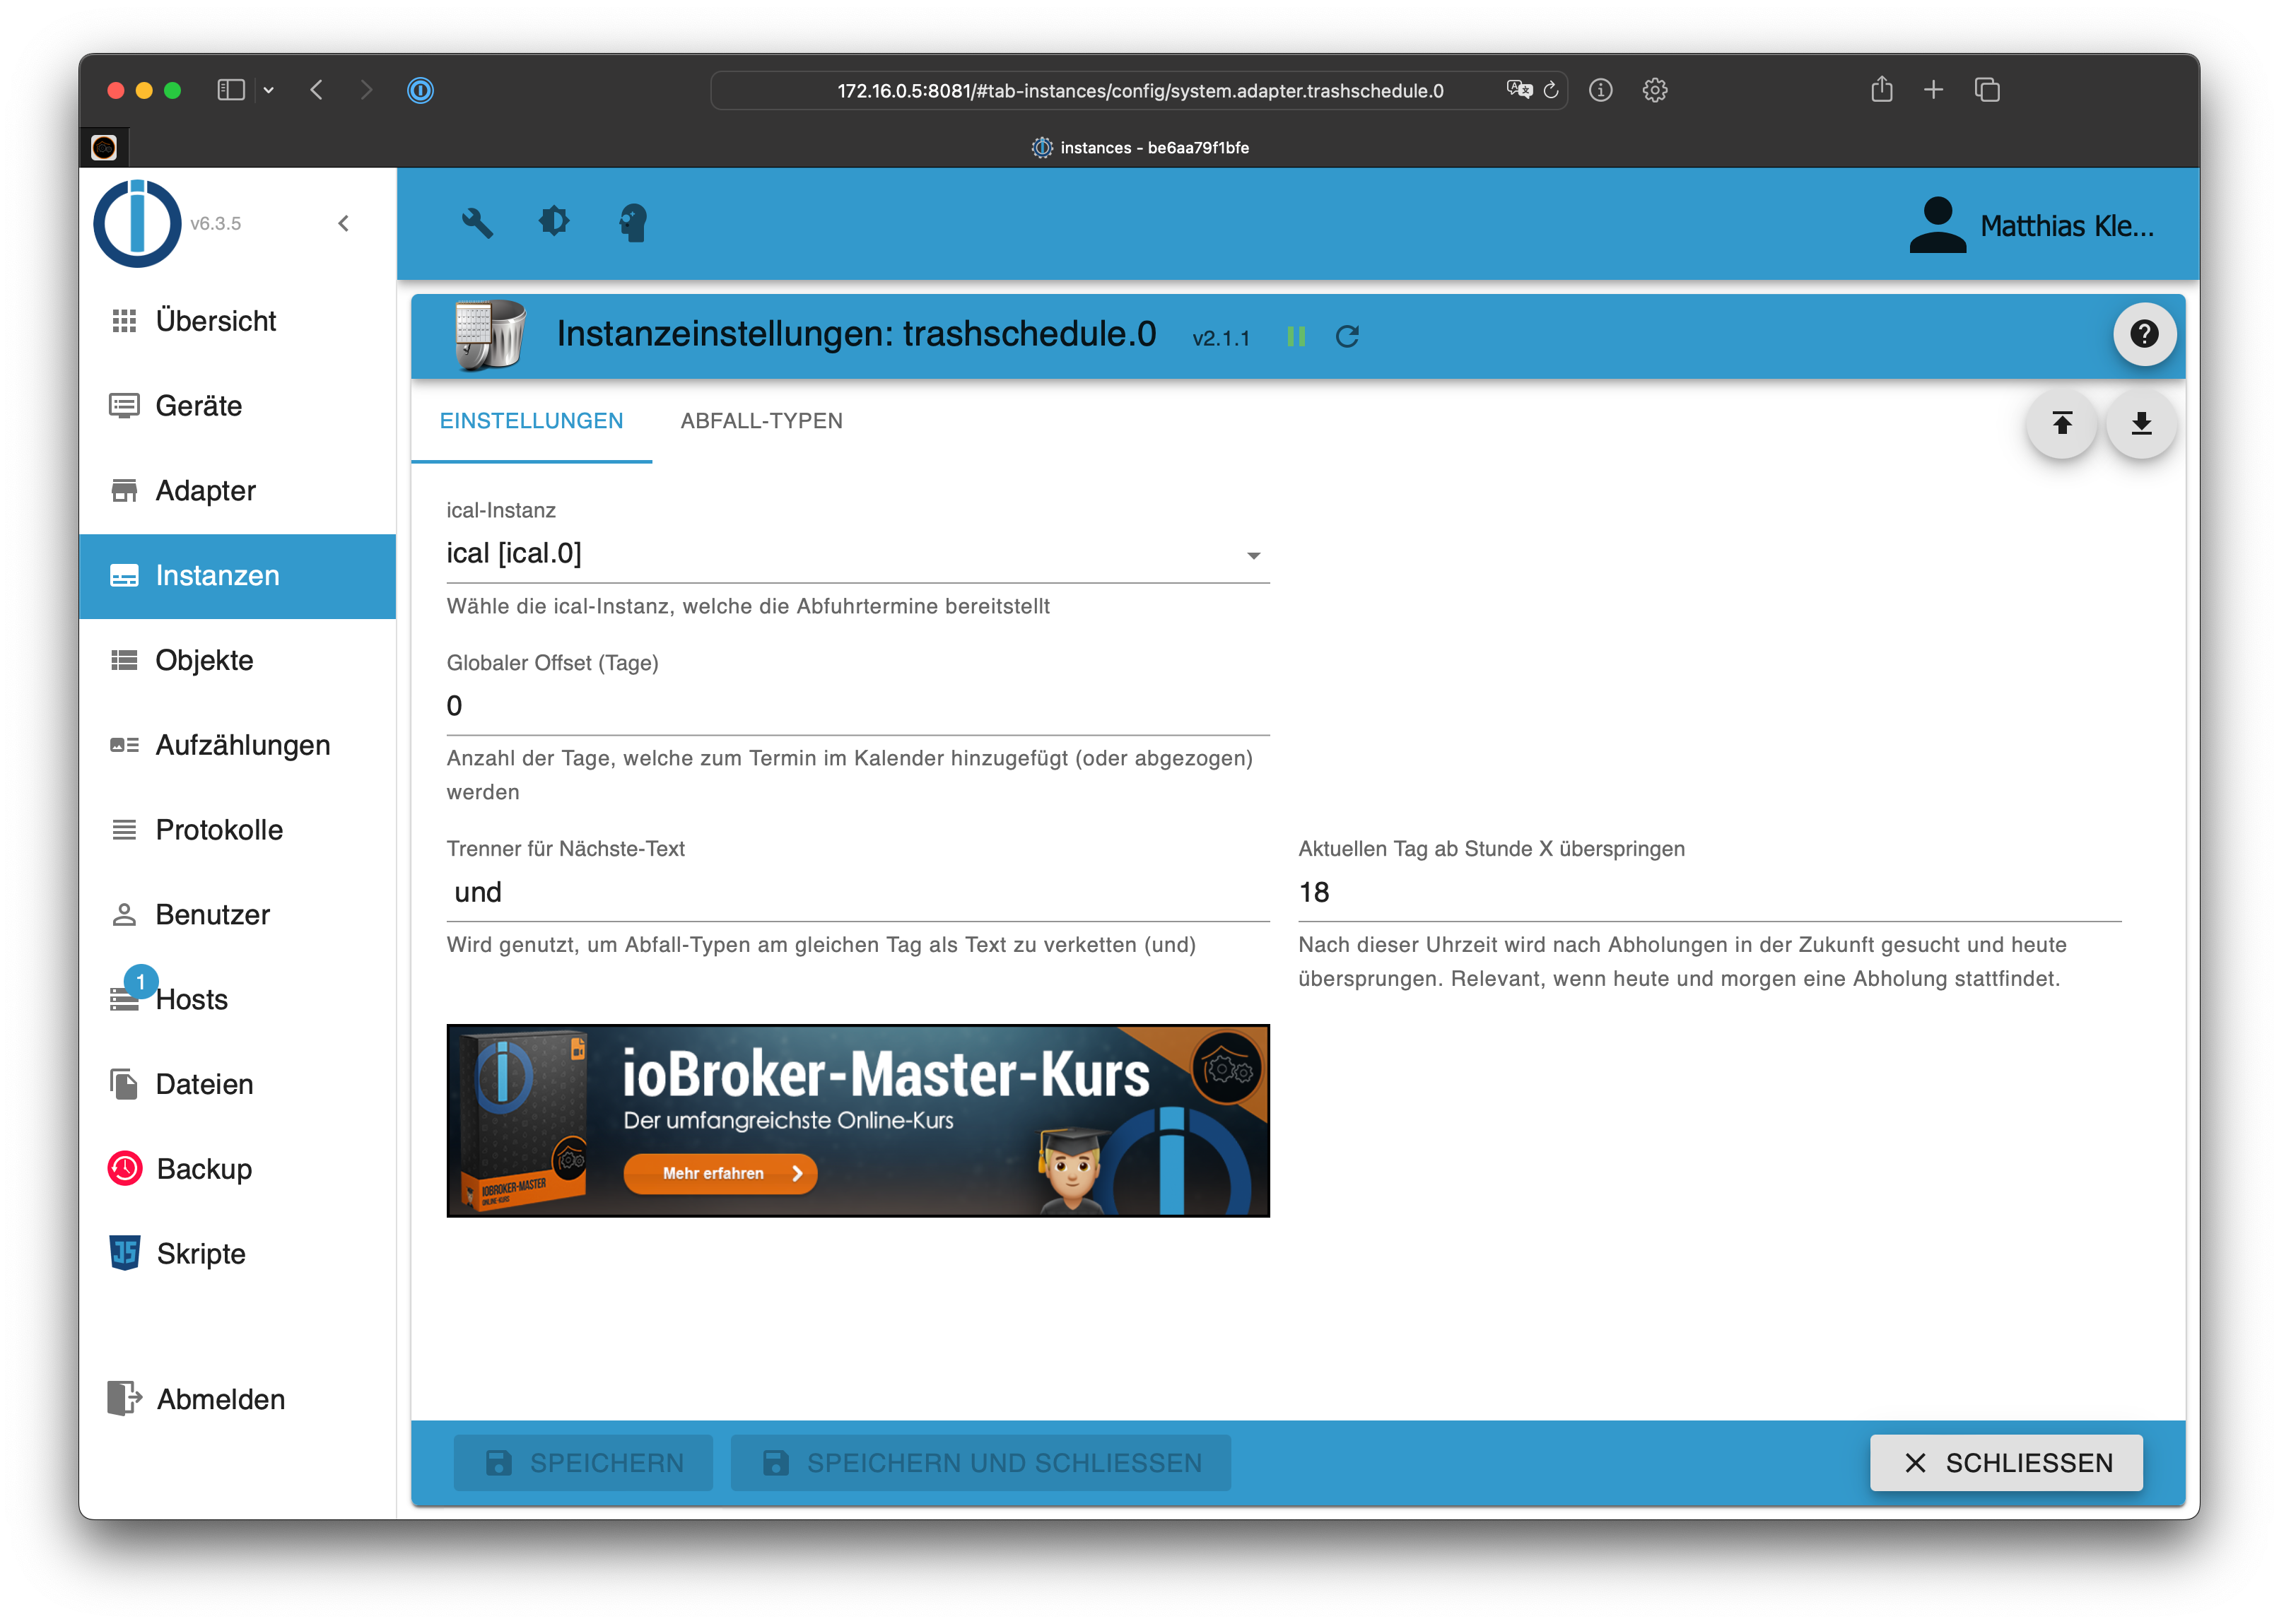 172.16.0.5:8081/#tab-instances/config/system.adapter.trashschedule.0
instances - be6aa79f1bfe
v6.3.5
Matthias Kle...
Übersicht
Geräte
Adapter
Instanzen
Objekte
Aufzählungen
Protokolle
Benutzer
1
Hosts
Dateien
Backup
JS
Skripte
Abmelden
Instanzeinstellungen: trashschedule.0 v2.1.1
EINSTELLUNGEN ABFALL-TYPEN
ical-Instanz
ical [ical.0]
Wähle die ical-Instanz, welche die Abfuhrtermine bereitstellt
Globaler Offset (Tage)
0
Anzahl der Tage, welche zum Termin im Kalender hinzugefügt (oder abgezogen)
werden
Trenner für Nächste-Text
und
Wird genutzt, um Abfall-Typen am gleichen Tag als Text zu verketten (und)
Aktuellen Tag ab Stunde X überspringen
18
Nach dieser Uhrzeit wird nach Abholungen in der Zukunft gesucht und heute
übersprungen. Relevant, wenn heute und morgen eine Abholung stattfindet.
ioBroker-Master-Kurs
Der umfangreichste Online-Kurs
Mehr erfahren
IOBROKER-MASTER
ONLINE-KURS
SPEICHERN
SPEICHERN UND SCHLIESSEN
SCHLIESSEN